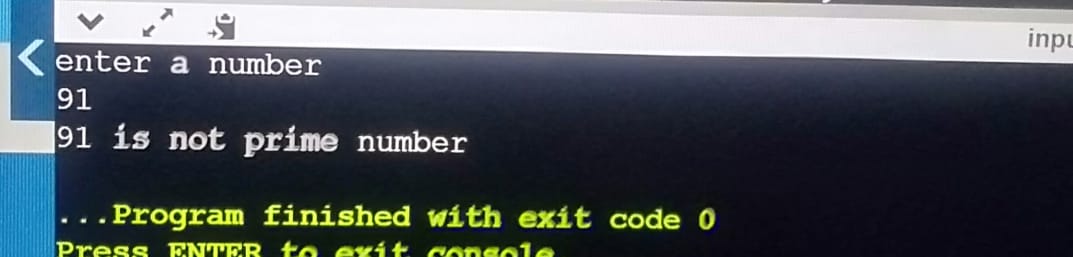 inpu
enter a number
91
91 is not prime number
...Program finished with exit code 0
Press ENTER to exit console